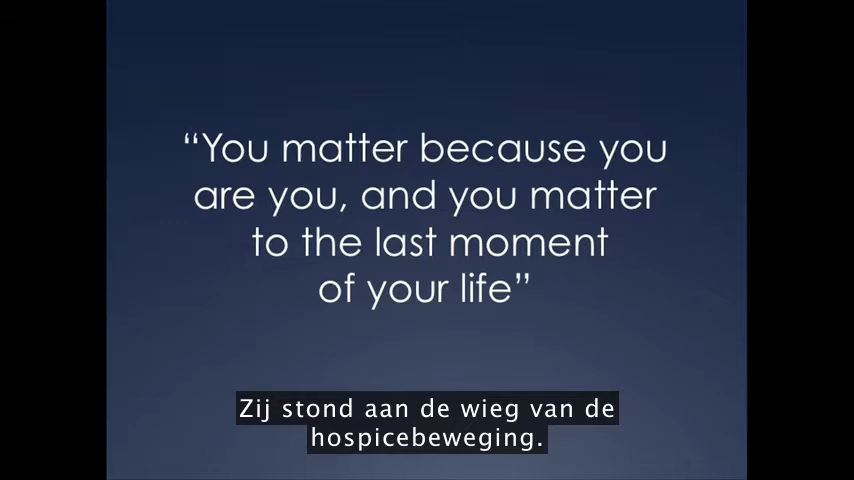 “You matter because you
are you, and you matter
to the last moment
of your life”
Zij stond aan de wieg van de
hospicebeweging.